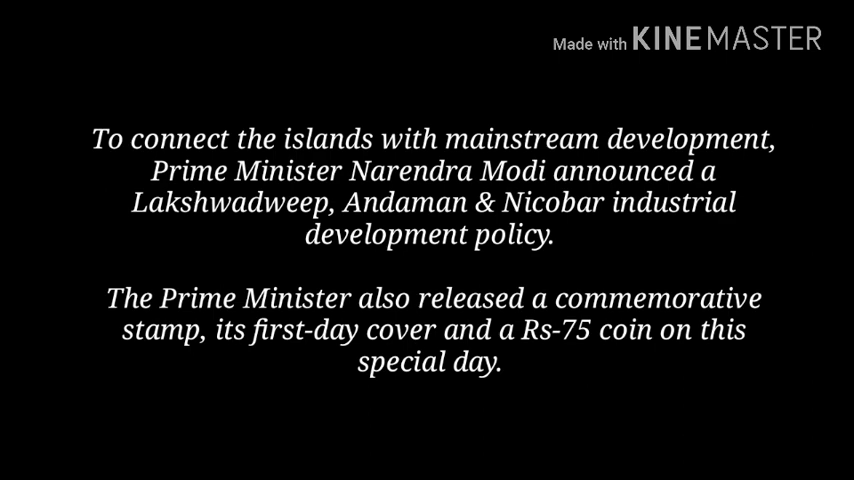 Made with KINEMASTER
To connect the islands with mainstream development,
Prime Minister Narendra Modi announced a
Lakshwadweep, Andaman & Nicobar industrial
development policy.
The Prime Minister also released a commemorative
stamp, its first-day cover and a Rs-75 coin on this
special day.